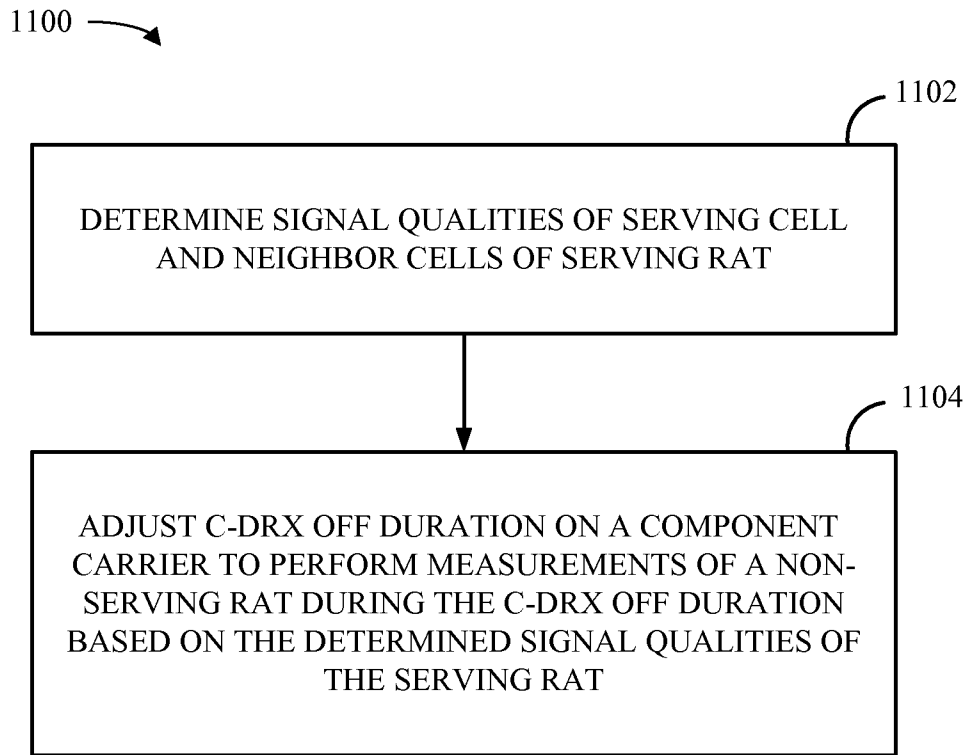 1100
1102
DETERMINE SIGNAL QUALITIES OF SERVING CELL
AND NEIGHBOR CELLS OF SERVING RAT
1104
ADJUST C-DRX OFF DURATION ON A COMPONENT
CARRIER TO PERFORM MEASUREMENTS OF A NON-
SERVING RAT DURING THE C-DRX OFF DURATION
BASED ON THE DETERMINED SIGNAL QUALITIES OF
THE SERVING RAT